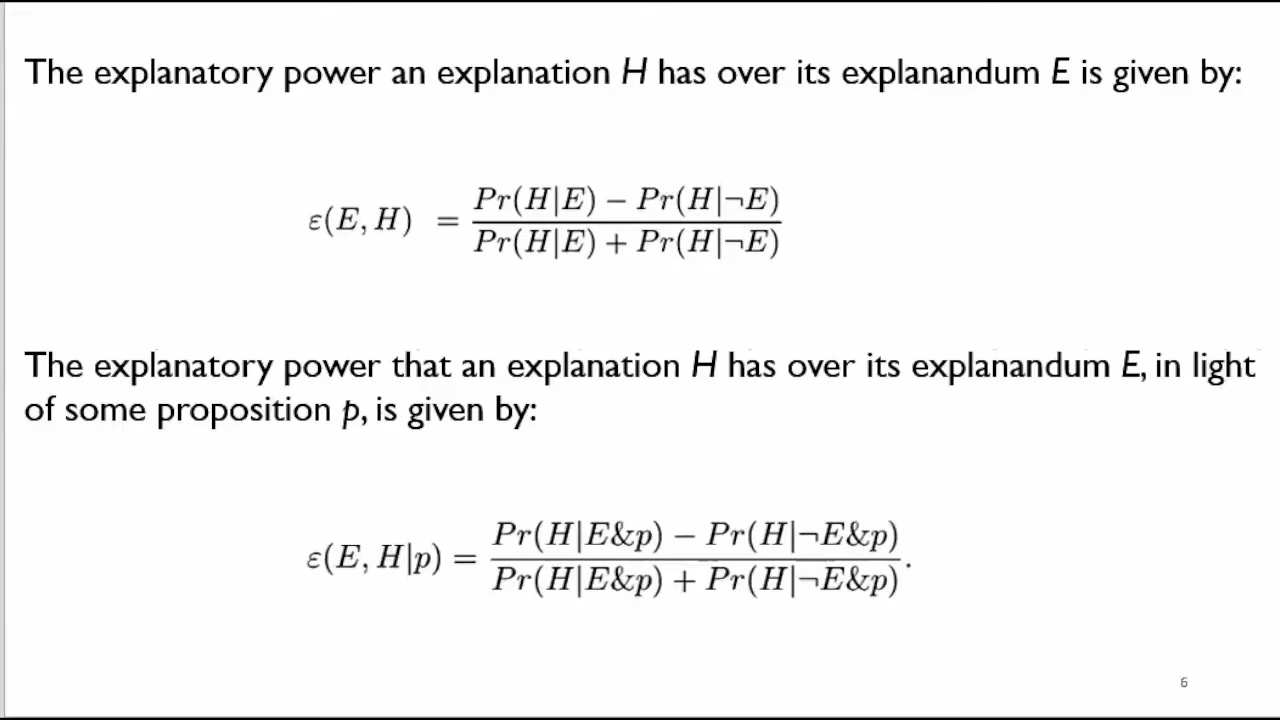 The explanatory power an explanation H has over its explanandum E is given by:
ε(E, H) = \frac{Pr(H|E) − Pr(H|¬E)}{Pr(H|E) + Pr(H|¬E)}
The explanatory power that an explanation H has over its explanandum E, in light
of some proposition p, is given by:
ε(E, H|p) = \frac{Pr(H|E&p) − Pr(H|¬E&p)}{Pr(H|E&p) + Pr(H|¬E&p)}.
6